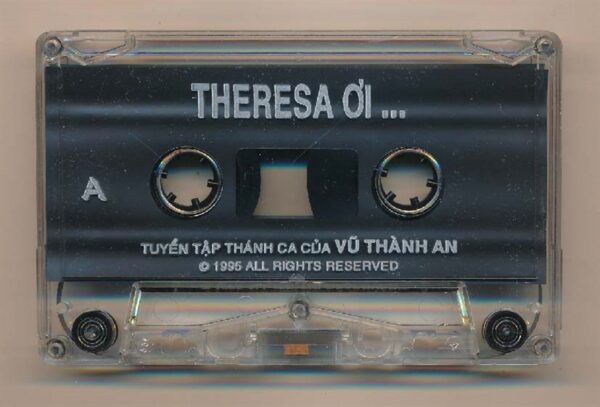 THERESA ƠI ...
A
TUYỂN TẬP THÁNH CA CỦA VŨ THÀNH AN
© 1995 ALL RIGHTS RESERVED